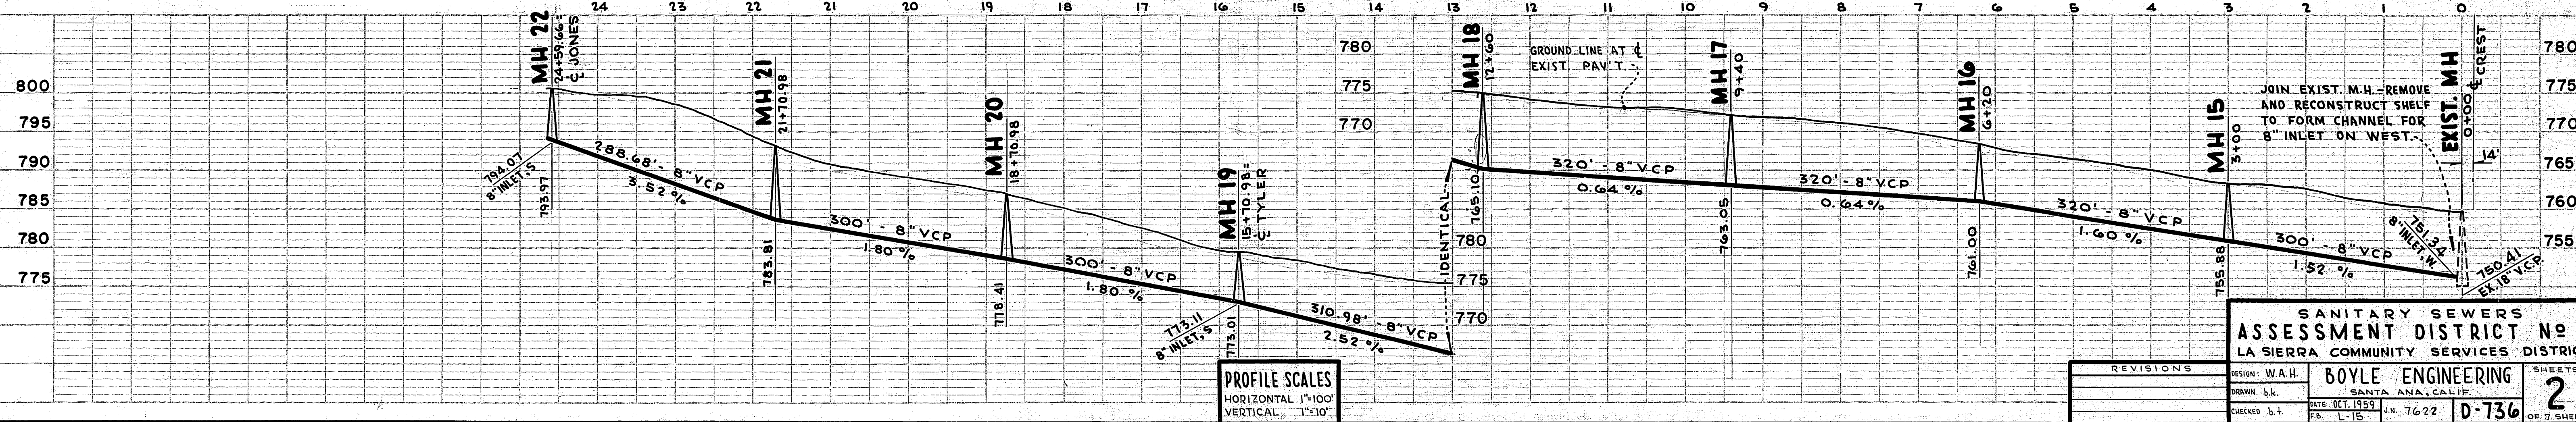 24 23 22 21 20 19 18 17 16 15 14 13 12 11 10 9 8 7 6 5 4 3 2 1 0
800
795
790
785
780
775
MH 22
24+59.66=
℄ JONES
794.07
8" INLET, S
793.97
288.68' - 8" VCP
3.52 %
MH 21
21+70.98
783.81
300' - 8" VCP
1.80 %
MH 20
18+70.98
778.41
300' - 8" VCP
1.80 %
MH 19
15+70.98=
℄ TYLER
773.11
8" INLET, S
773.01
310.98' - 8" VCP
2.52 %
IDENTICAL
780
775
770
780
775
770
MH 18
12+60
765.10
GROUND LINE AT ℄
EXIST. PAV'T.
320' - 8" VCP
0.64 %
MH 17
9+40
763.05
320' - 8" VCP
0.64 %
MH 16
6+20
761.00
320' - 8" VCP
1.60 %
MH 15
3+00
755.88
300' - 8" VCP
1.52 %
JOIN EXIST. M.H.-REMOVE
AND RECONSTRUCT SHELF
TO FORM CHANNEL FOR
8" INLET ON WEST.
EXIST. MH
0+00 ℄ CREST
14'
751.34
8" INLET, W.
750.41
EX. 18" V.C.P.
780
775
770
765
760
755
PROFILE SCALES
HORIZONTAL 1"=100'
VERTICAL 1"=10'
REVISIONS
SANITARY SEWERS
ASSESSMENT DISTRICT Nº
LA SIERRA COMMUNITY SERVICES DISTRIC
DESIGN: W.A.H.
DRAWN b.k.
CHECKED b.t.
BOYLE ENGINEERING
SANTA ANA, CALIF.
DATE OCT. 1959
F.B. L-15
J.N. 7622
D-736
SHEETS
2
OF 7 SHEE